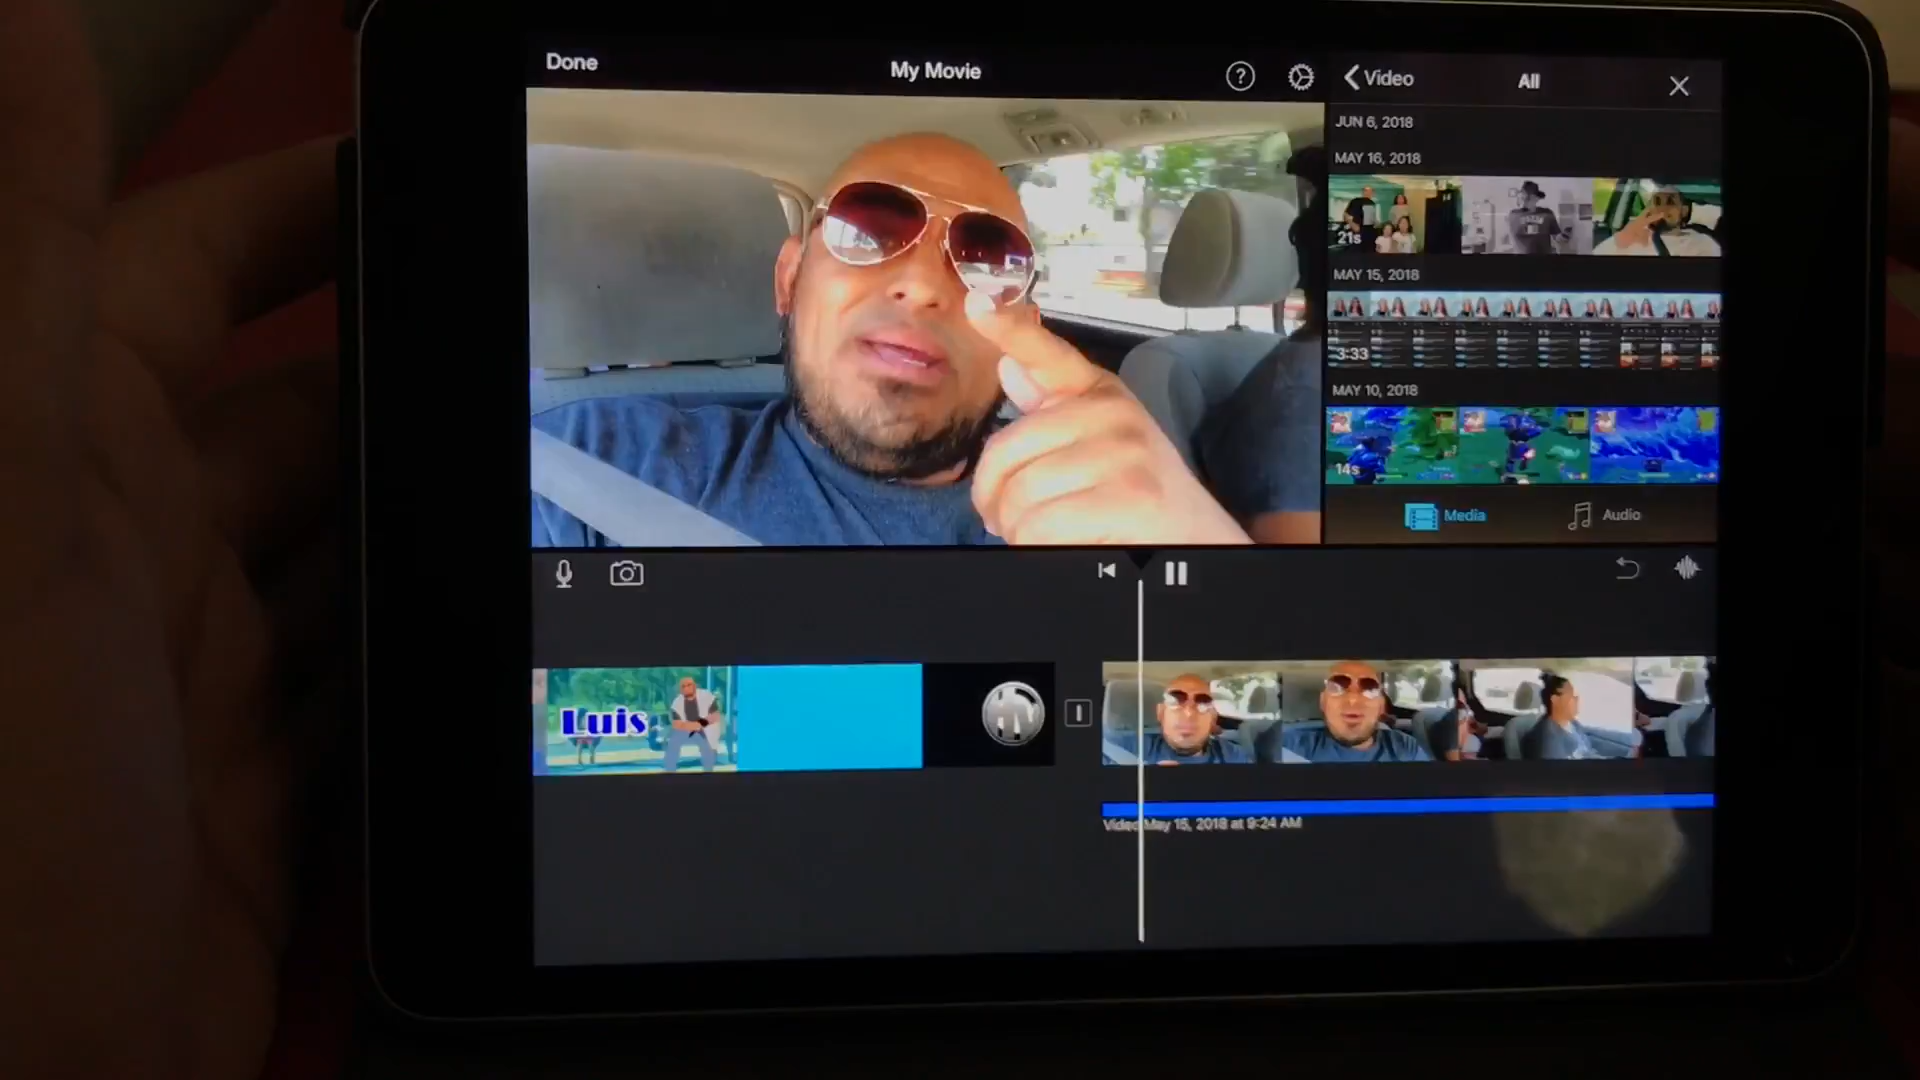 Done
My Movie
?
Video
All
JUN 6, 2018
MAY 16, 2018
21s
MAY 15, 2018
3:33
MAY 10, 2018
14s
Media
Audio
Luis
Video May 15, 2018 at 9:24 AM